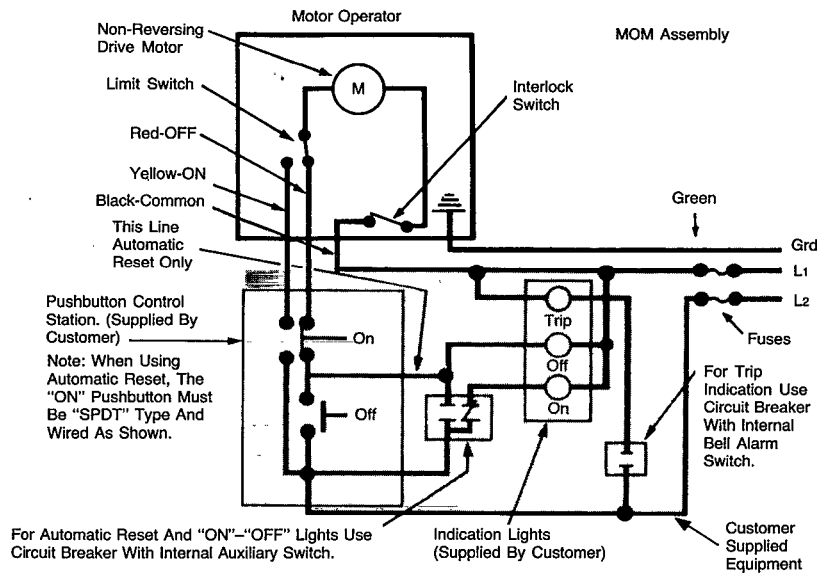 Motor Operator
Non-Reversing
Drive Motor
MOM Assembly
Limit Switch
M
Interlock
Switch
Red-OFF
Yellow-ON
Black-Common
This Line
Automatic
Reset Only
Green
Grd
L1
L2
Fuses
Pushbutton Control
Station. (Supplied By
Customer)
Note: When Using
Automatic Reset, The
"ON" Pushbutton Must
Be "SPDT" Type And
Wired As Shown.
On
Off
Trip
Off
On
For Trip
Indication Use
Circuit Breaker
With Internal
Bell Alarm
Switch.
For Automatic Reset And "ON"–"OFF" Lights Use
Circuit Breaker With Internal Auxiliary Switch.
Indication Lights
(Supplied By Customer)
Customer
Supplied
Equipment